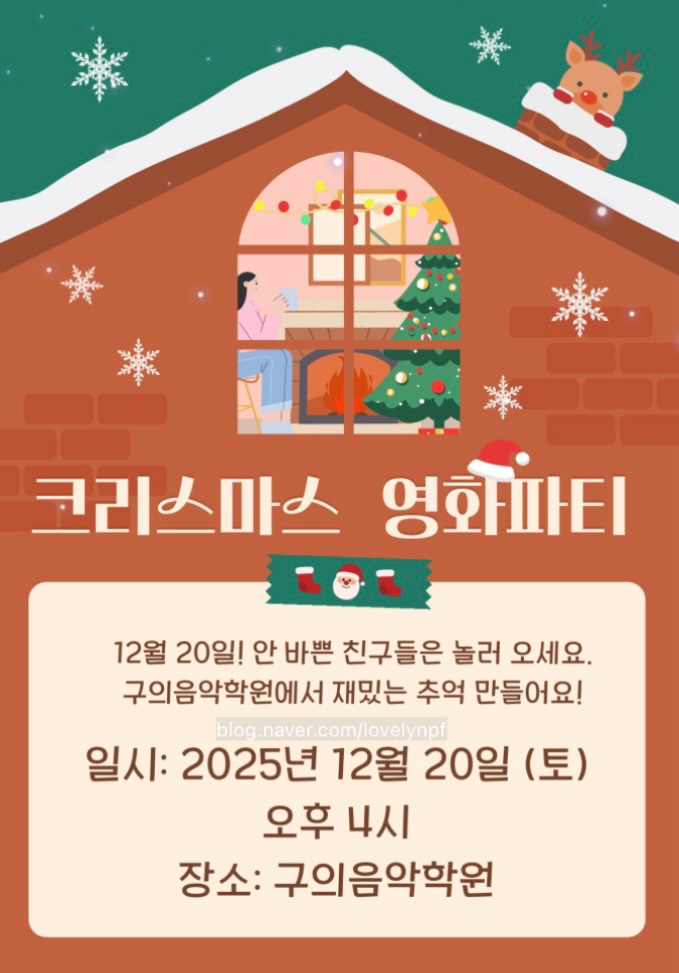 크리스마스 영화파티
12월 20일! 안 바쁜 친구들은 놀러 오세요.
구의음악학원에서 재밌는 추억 만들어요!
blog.naver.com/lovelynpf
일시: 2025년 12월 20일 (토)
오후 4시
장소: 구의음악학원